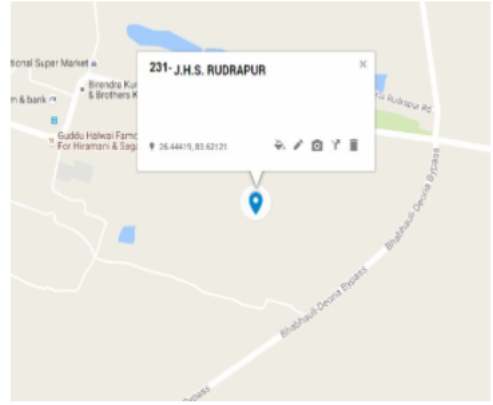 tional Super Market
231- J.H.S. RUDRAPUR
Birendra Kur
& Brothers K
n & bank
Rudrapur Rd
Guddu Halwai Famo
For Hiramani & Saga
26.44419, 83.62121
Bhabhauli-Deoria Bypass
Bhabhauli-Deoria Bypass
Bypass